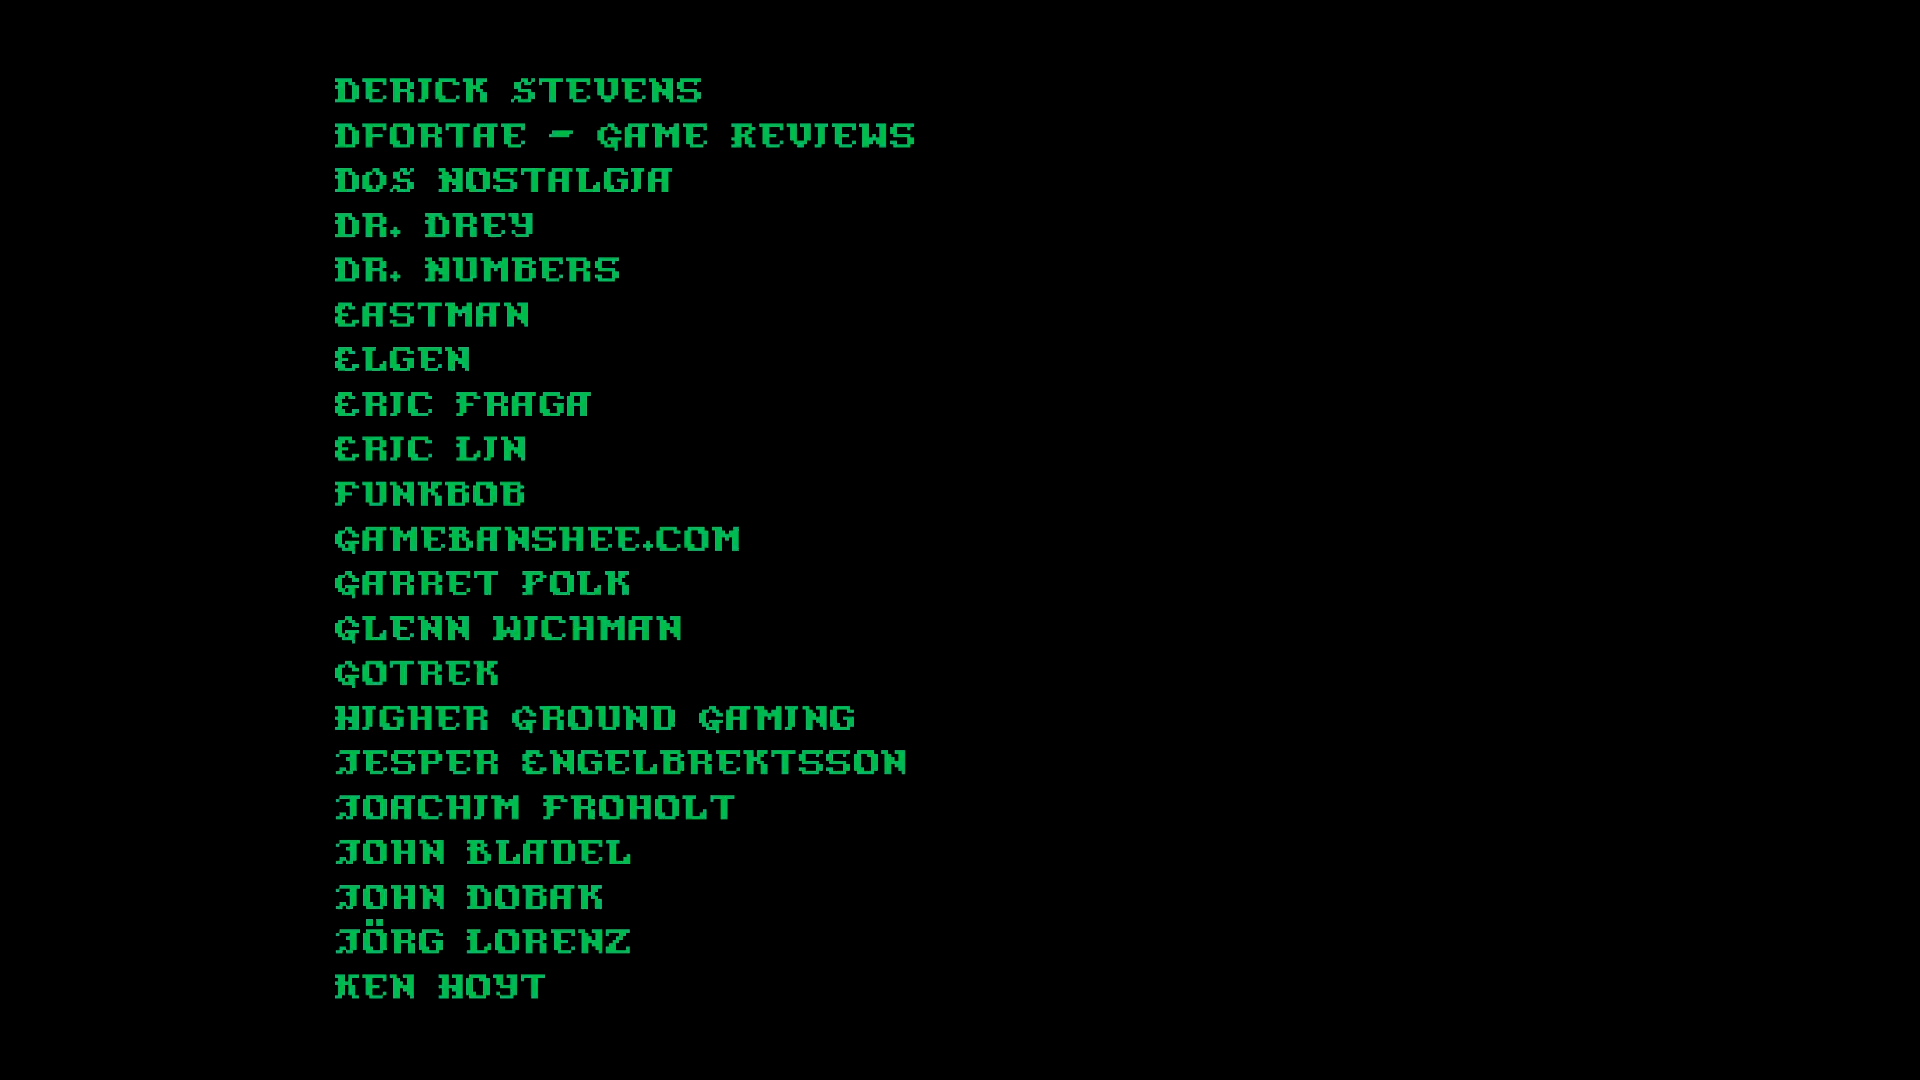 DERICK STEVENS
DFORTAE - GAME REVIEWS
DOS NOSTALGIA
DR. DREY
DR. NUMBERS
EASTMAN
ELGEN
ERIC FRAGA
ERIC LIN
FUNKBOB
GAMEBANSHEE.COM
GARRET POLK
GLENN WICHMAN
GOTREK
HIGHER GROUND GAMING
JESPER ENGELBREKTSSON
JOACHIM FROHOLT
JOHN BLADEL
JOHN DOBAK
JÖRG LORENZ
KEN HOYT